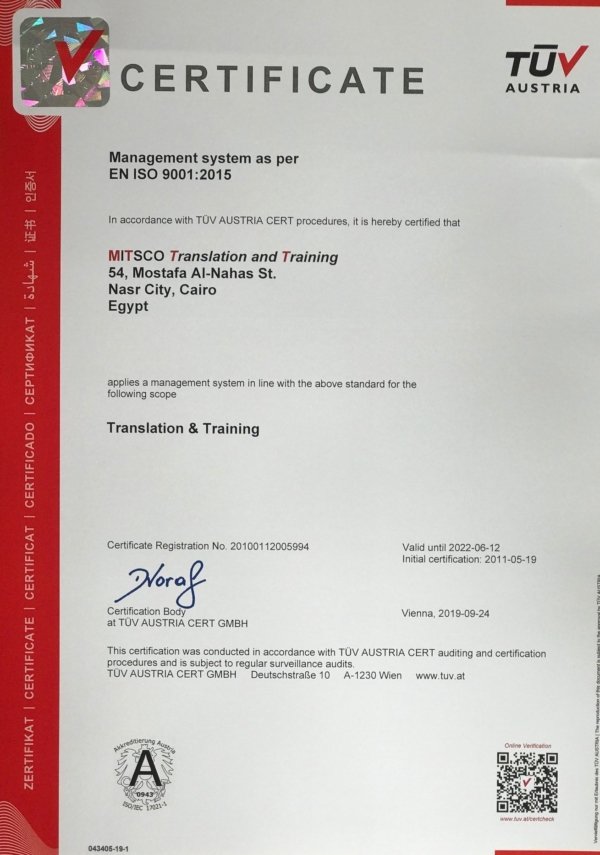 CERTIFICATE
TÜV
AUSTRIA
Management system as per
EN ISO 9001:2015
In accordance with TÜV AUSTRIA CERT procedures, it is hereby certified that
MITSCO Translation and Training
54, Mostafa Al-Nahas St.
Nasr City, Cairo
Egypt
applies a management system in line with the above standard for the
following scope
Translation & Training
Certificate Registration No. 20100112005994
Valid until 2022-06-12
Initial certification: 2011-05-19
Certification Body
at TÜV AUSTRIA CERT GMBH
Vienna, 2019-09-24
This certification was conducted in accordance with TÜV AUSTRIA CERT auditing and certification
procedures and is subject to regular surveillance audits.
TÜV AUSTRIA CERT GMBH Deutschstraße 10 A-1230 Wien www.tuv.at
Akkreditierung Austria
A
0943
ISO/IEC 17021-1
Online Verification
www.tuv.at/certcheck
043405-19-1
ZERTIFIKAT | CERTIFICATE | CERTIFICAT | CERTIFICADO | СЕРТИФИКАТ | شهادة | 证书 | 인증서